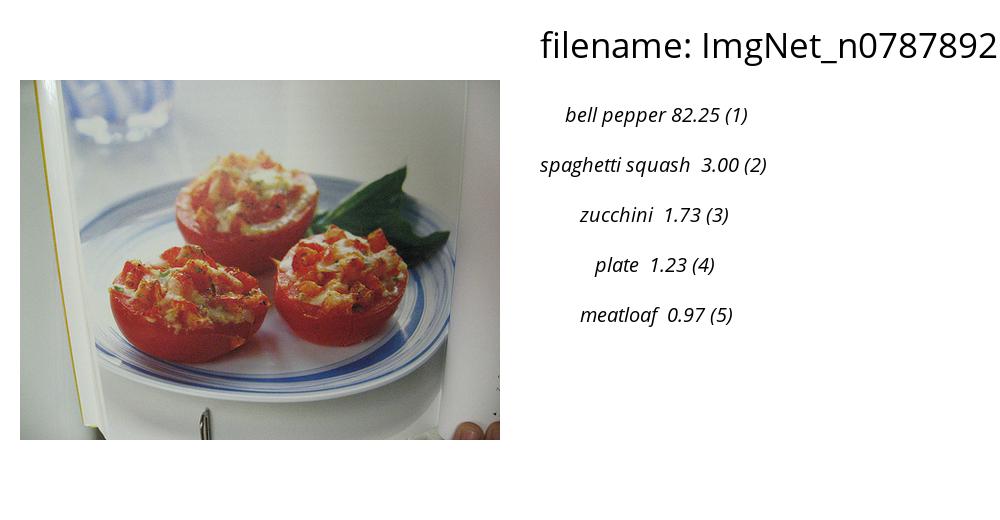 filename: ImgNet_n0787892
bell pepper 82.25 (1)
spaghetti squash 3.00 (2)
zucchini 1.73 (3)
plate 1.23 (4)
meatloaf 0.97 (5)